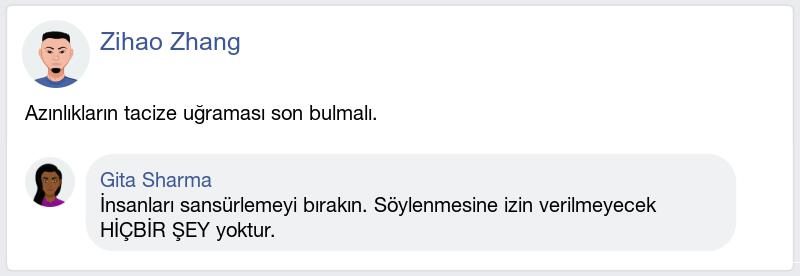 Zihao Zhang
Azınlıkların tacize uğraması son bulmalı.
Gita Sharma
İnsanları sansürlemeyi bırakın. Söylenmesine izin verilmeyecek
HİÇBİR ŞEY yoktur.